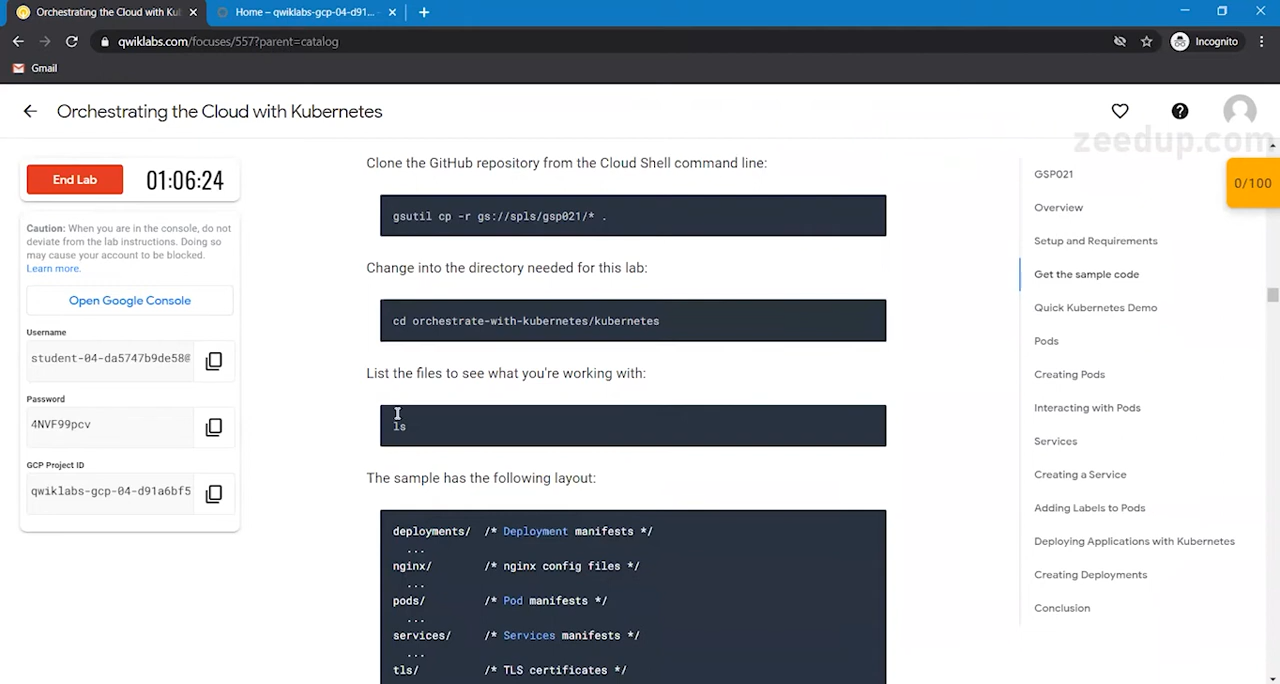 Orchestrating the Cloud with Kut
Home – qwiklabs-gcp-04-d91...
qwiklabs.com/focuses/557?parent=catalog
Incognito
Gmail
Orchestrating the Cloud with Kubernetes
zeedup.com
End Lab
01:06:24
Caution: When you are in the console, do not
deviate from the lab instructions. Doing so
may cause your account to be blocked.
Learn more.
Open Google Console
Username
student-04-da5747b9de58@
Password
4NVF99pcv
GCP Project ID
qwiklabs-gcp-04-d91a6bf5
Clone the GitHub repository from the Cloud Shell command line:
gsutil cp -r gs://spls/gsp021/* .
Change into the directory needed for this lab:
cd orchestrate-with-kubernetes/kubernetes
List the files to see what you're working with:
ls
The sample has the following layout:
deployments/ /* Deployment manifests */
...
nginx/ /* nginx config files */
...
pods/ /* Pod manifests */
...
services/ /* Services manifests */
...
tls/ /* TLS certificates */
GSP021
Overview
Setup and Requirements
Get the sample code
Quick Kubernetes Demo
Pods
Creating Pods
Interacting with Pods
Services
Creating a Service
Adding Labels to Pods
Deploying Applications with Kubernetes
Creating Deployments
Conclusion
0/100